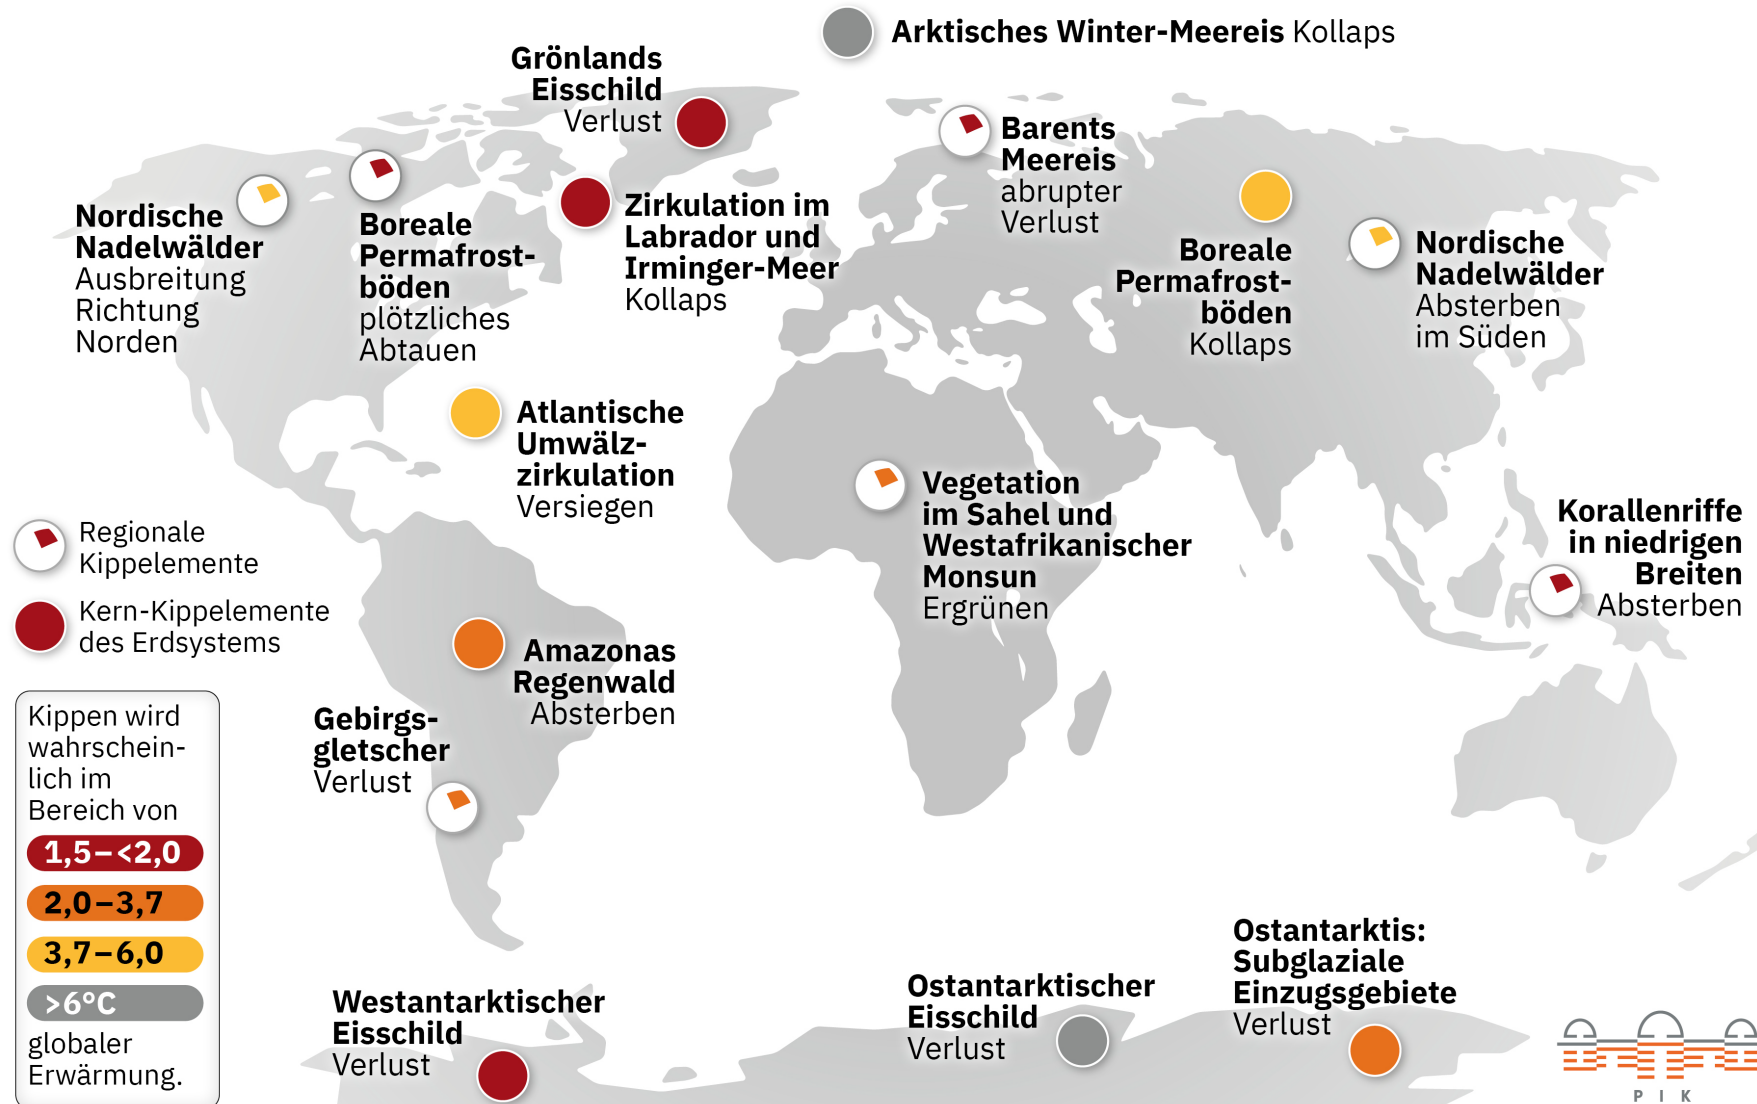 Arktisches Winter-Meereis Kollaps
Grönlands
Eisschild
Verlust
Barents
Meereis
abrupter
Verlust
Nordische
Nadelwälder
Ausbreitung
Richtung
Norden
Boreale
Permafrost-
böden
plötzliches
Abtauen
Zirkulation im
Labrador und
Irminger-Meer
Kollaps
Boreale
Permafrost-
böden
Kollaps
Nordische
Nadelwälder
Absterben
im Süden
Atlantische
Umwälz-
zirkulation
Versiegen
Vegetation
im Sahel und
Westafrikanischer
Monsun
Ergrünen
Korallenriffe
in niedrigen
Breiten
Absterben
Regionale
Kippelemente
Kern-Kippelemente
des Erdsystems
Amazonas
Regenwald
Absterben
Gebirgs-
gletscher
Verlust
Kippen wird
wahrschein-
lich im
Bereich von
1,5–<2,0
2,0–3,7
3,7–6,0
>6°C
globaler
Erwärmung.
Westantarktischer
Eisschild
Verlust
Ostantarktischer
Eisschild
Verlust
Ostantarktis:
Subglaziale
Einzugsgebiete
Verlust
P I K